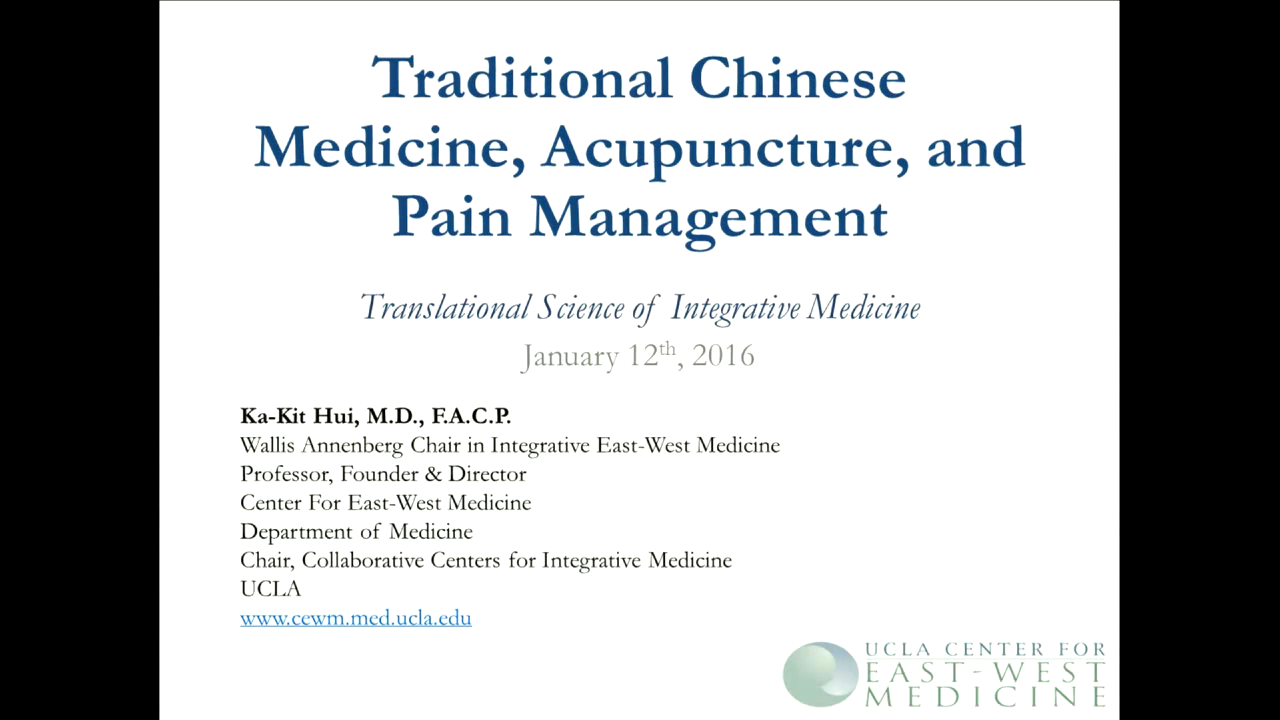 Traditional Chinese
Medicine, Acupuncture, and
Pain Management
Translational Science of Integrative Medicine
January 12th, 2016
Ka-Kit Hui, M.D., F.A.C.P.
Wallis Annenberg Chair in Integrative East-West Medicine
Professor, Founder & Director
Center For East-West Medicine
Department of Medicine
Chair, Collaborative Centers for Integrative Medicine
UCLA
www.cewm.med.ucla.edu
UCLA CENTER FOR
EAST-WEST
MEDICINE